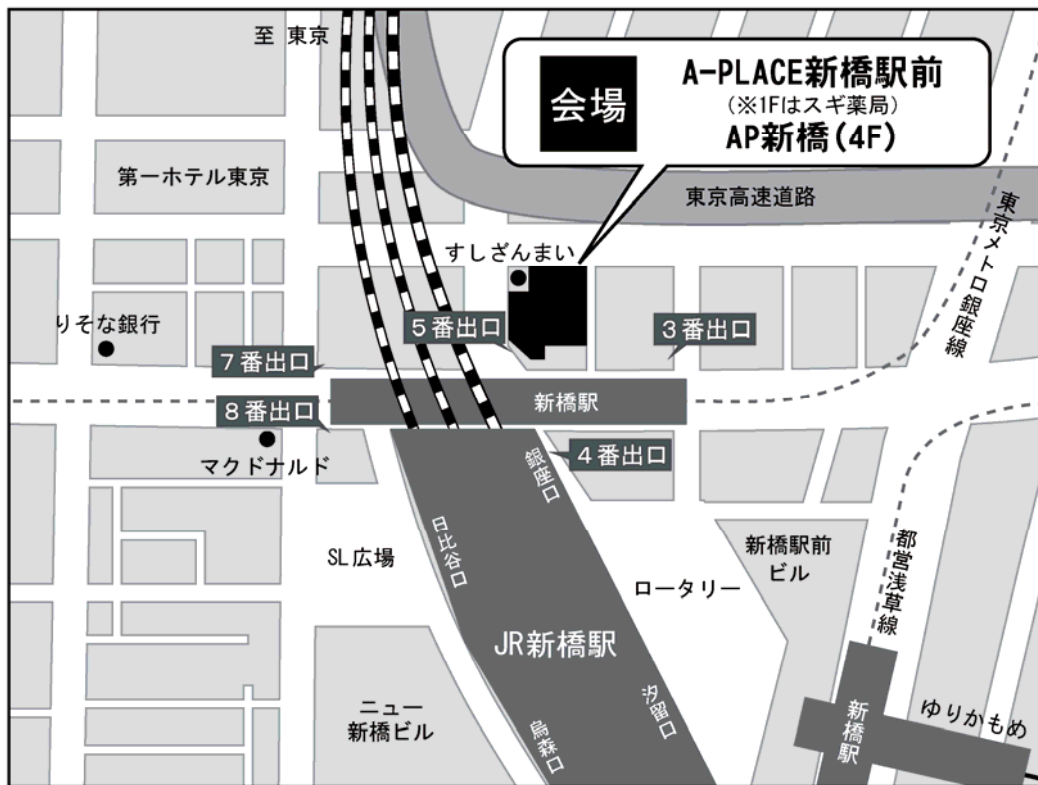 至 東京
会場
A-PLACE新橋駅前
(※1Fはスギ薬局)
AP新橋(4F)
第一ホテル東京
東京高速道路
東京メトロ銀座線
すしざんまい
りそな銀行
5番出口
3番出口
7番出口
新橋駅
8番出口
マクドナルド
4番出口
銀座口
日比谷口
SL広場
新橋駅前
ビル
都営浅草線
ロータリー
JR新橋駅
汐留口
ニュー
新橋ビル
烏森口
新橋駅
ゆりかもめ